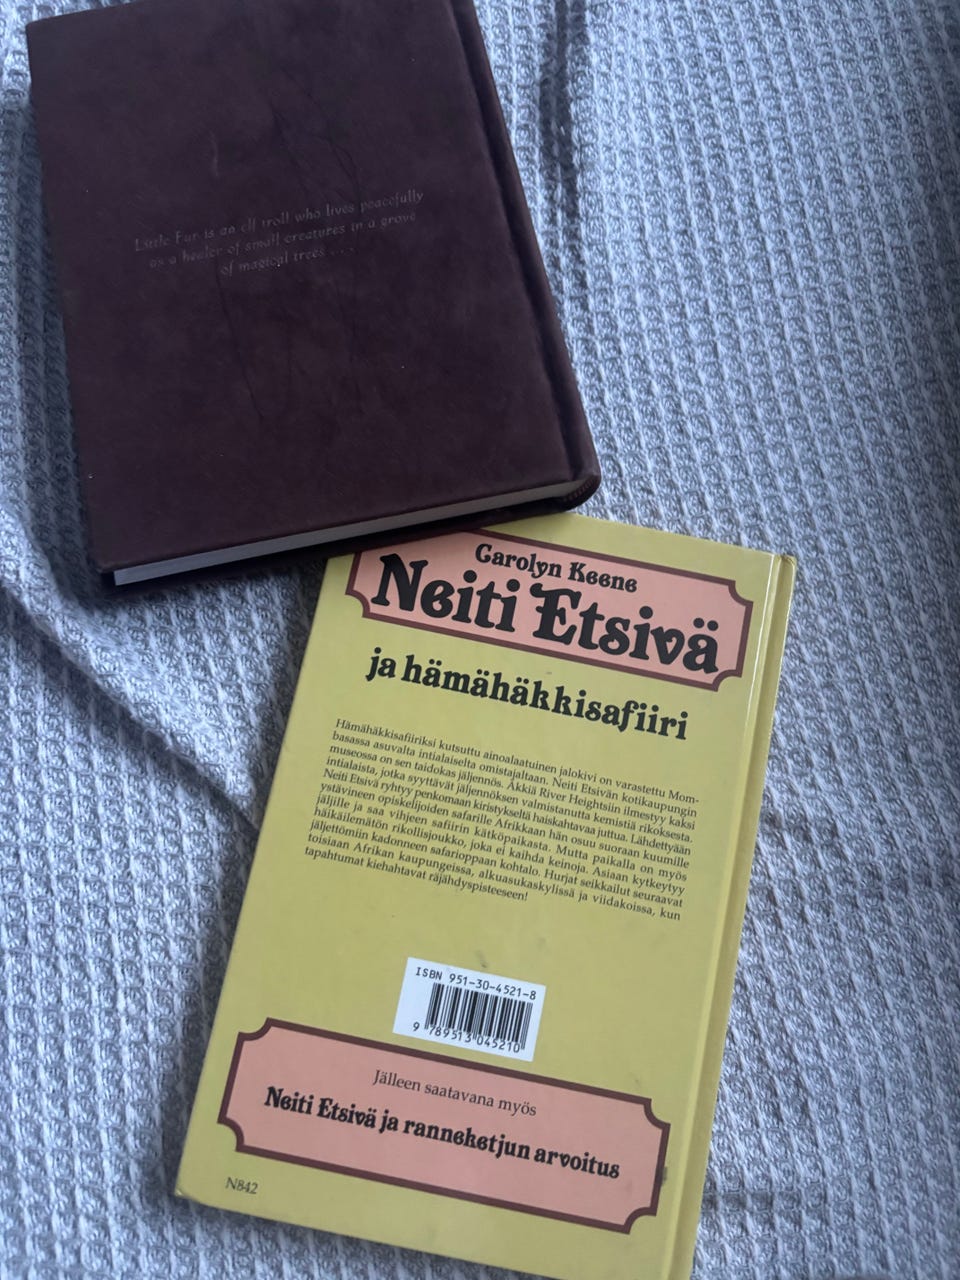 Little Fur is an elf troll who lives peacefully
as a healer of small creatures in a grove
of magical trees . . .
Carolyn Keene
Neiti Etsivä
ja hämähäkkisafiiri
Hämähäkkisafiiriksi kutsuttu ainoalaatuinen jalokivi on varastettu Mom-
basassa asuvalta intialaiselta omistajaltaan. Neiti Etsivän kotikaupungin
museossa on sen taidokas jäljennös. Äkkiä River Heightsiin ilmestyy kaksi
intialaista, jotka syyttävät jäljennöksen valmistanutta kemistiä rikoksesta.
Neiti Etsivä ryhtyy penkomaan kiristykseltä haiskahtavaa juttua. Lähdettyään
ystävineen opiskelijoiden safarille Afrikkaan hän osuu suoraan kuumille
jäljille ja saa vihjeen safiirin kätköpaikasta. Mutta paikalla on myös
häikäilemätön rikollisjoukko, joka ei kaihda keinoja. Asiaan kytkeytyy
jäljettömiin kadonneen safarioppaan kohtalo. Hurjat seikkailut seuraavat
toisiaan Afrikan kaupungeissa, alkuasukaskylissä ja viidakoissa, kun
tapahtumat kiehahtavat räjähdyspisteeseen!
ISBN 951-30-4521-8
9 789513 045210
Jälleen saatavana myös
Neiti Etsivä ja ranneketjun arvoitus
N842